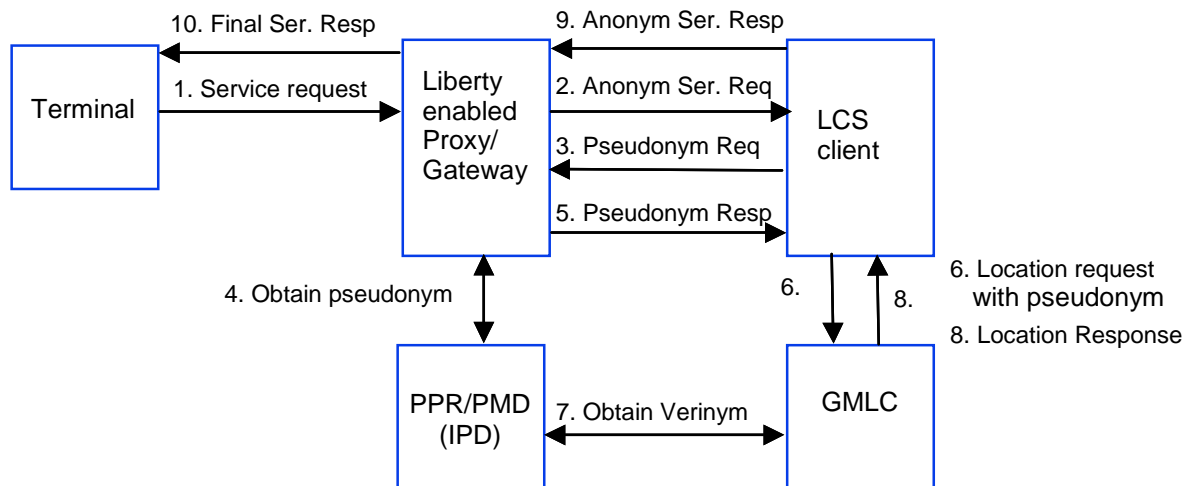 10. Final Ser. Resp
9. Anonym Ser. Resp
Terminal
1. Service request
Liberty
enabled
Proxy/
Gateway
2. Anonym Ser. Req
LCS
client
3. Pseudonym Req
5. Pseudonym Resp
4. Obtain pseudonym
6.
8.
6. Location request
with pseudonym
8. Location Response
PPR/PMD
(IPD)
7. Obtain Verinym
GMLC